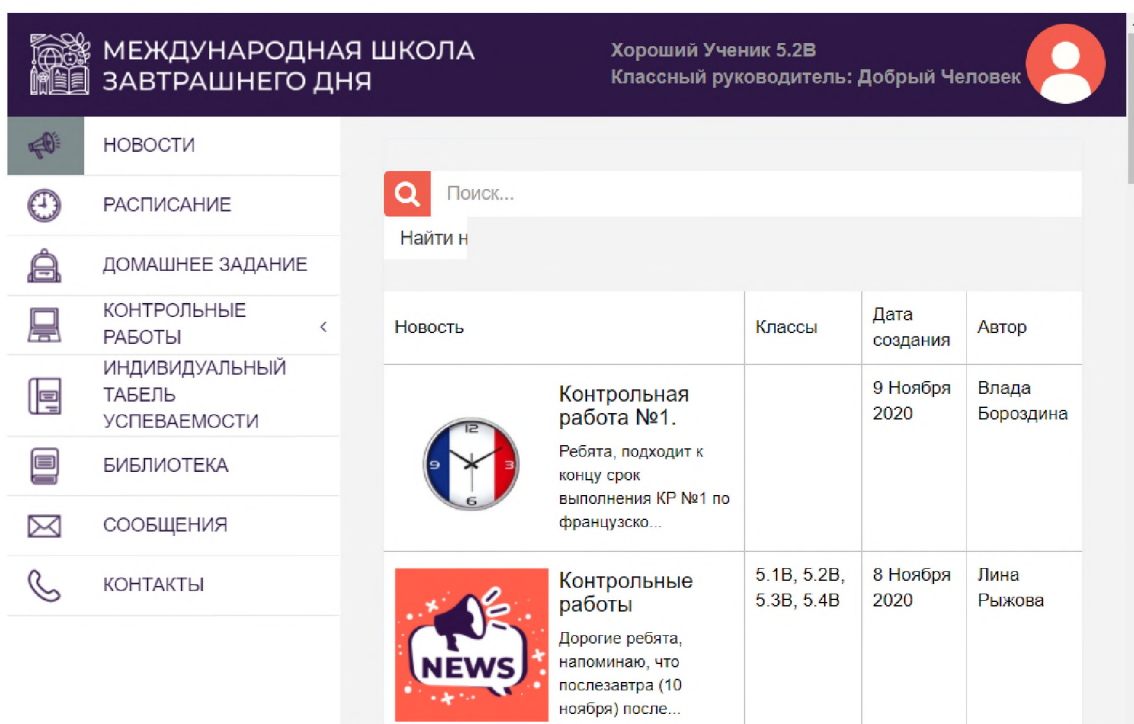 МЕЖДУНАРОДНАЯ ШКОЛА
ЗАВТРАШНЕГО ДНЯ
Хороший Ученик 5.2В
Классный руководитель: Добрый Человек
НОВОСТИ
РАСПИСАНИЕ
ДОМАШНЕЕ ЗАДАНИЕ
КОНТРОЛЬНЫЕ
РАБОТЫ
ИНДИВИДУАЛЬНЫЙ
ТАБЕЛЬ
УСПЕВАЕМОСТИ
БИБЛИОТЕКА
СООБЩЕНИЯ
КОНТАКТЫ
Поиск...
Найти н
Новость
Классы
Дата
создания
Автор
12
9
3
6
Контрольная
работа №1.
Ребята, подходит к
концу срок
выполнения КР №1 по
французско...
9 Ноября
2020
Влада
Бороздина
NEWS
Контрольные
работы
Дорогие ребята,
напоминаю, что
послезавтра (10
ноября) после...
5.1В, 5.2В,
5.3В, 5.4В
8 Ноября
2020
Лина
Рыжова